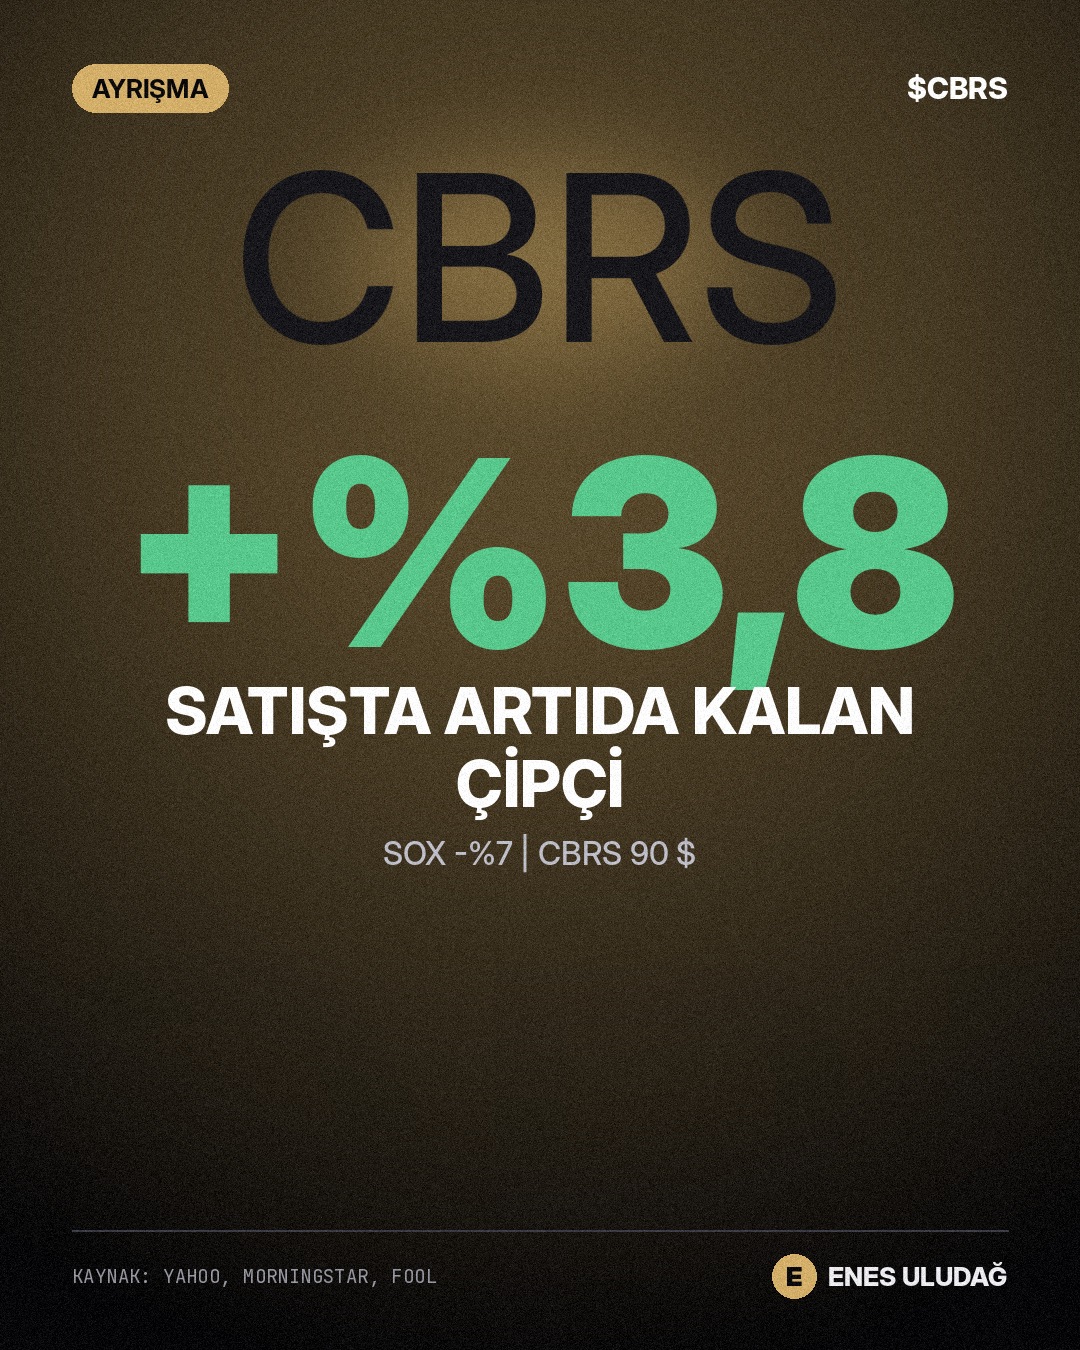 AYRIŞMA
$CBRS
CBRS
+%3,8
SATIŞTA ARTIDA KALAN
ÇİPÇİ
SOX -%7 | CBRS 90 $
KAYNAK: YAHOO, MORNINGSTAR, FOOL
E ENES ULUDAĞ